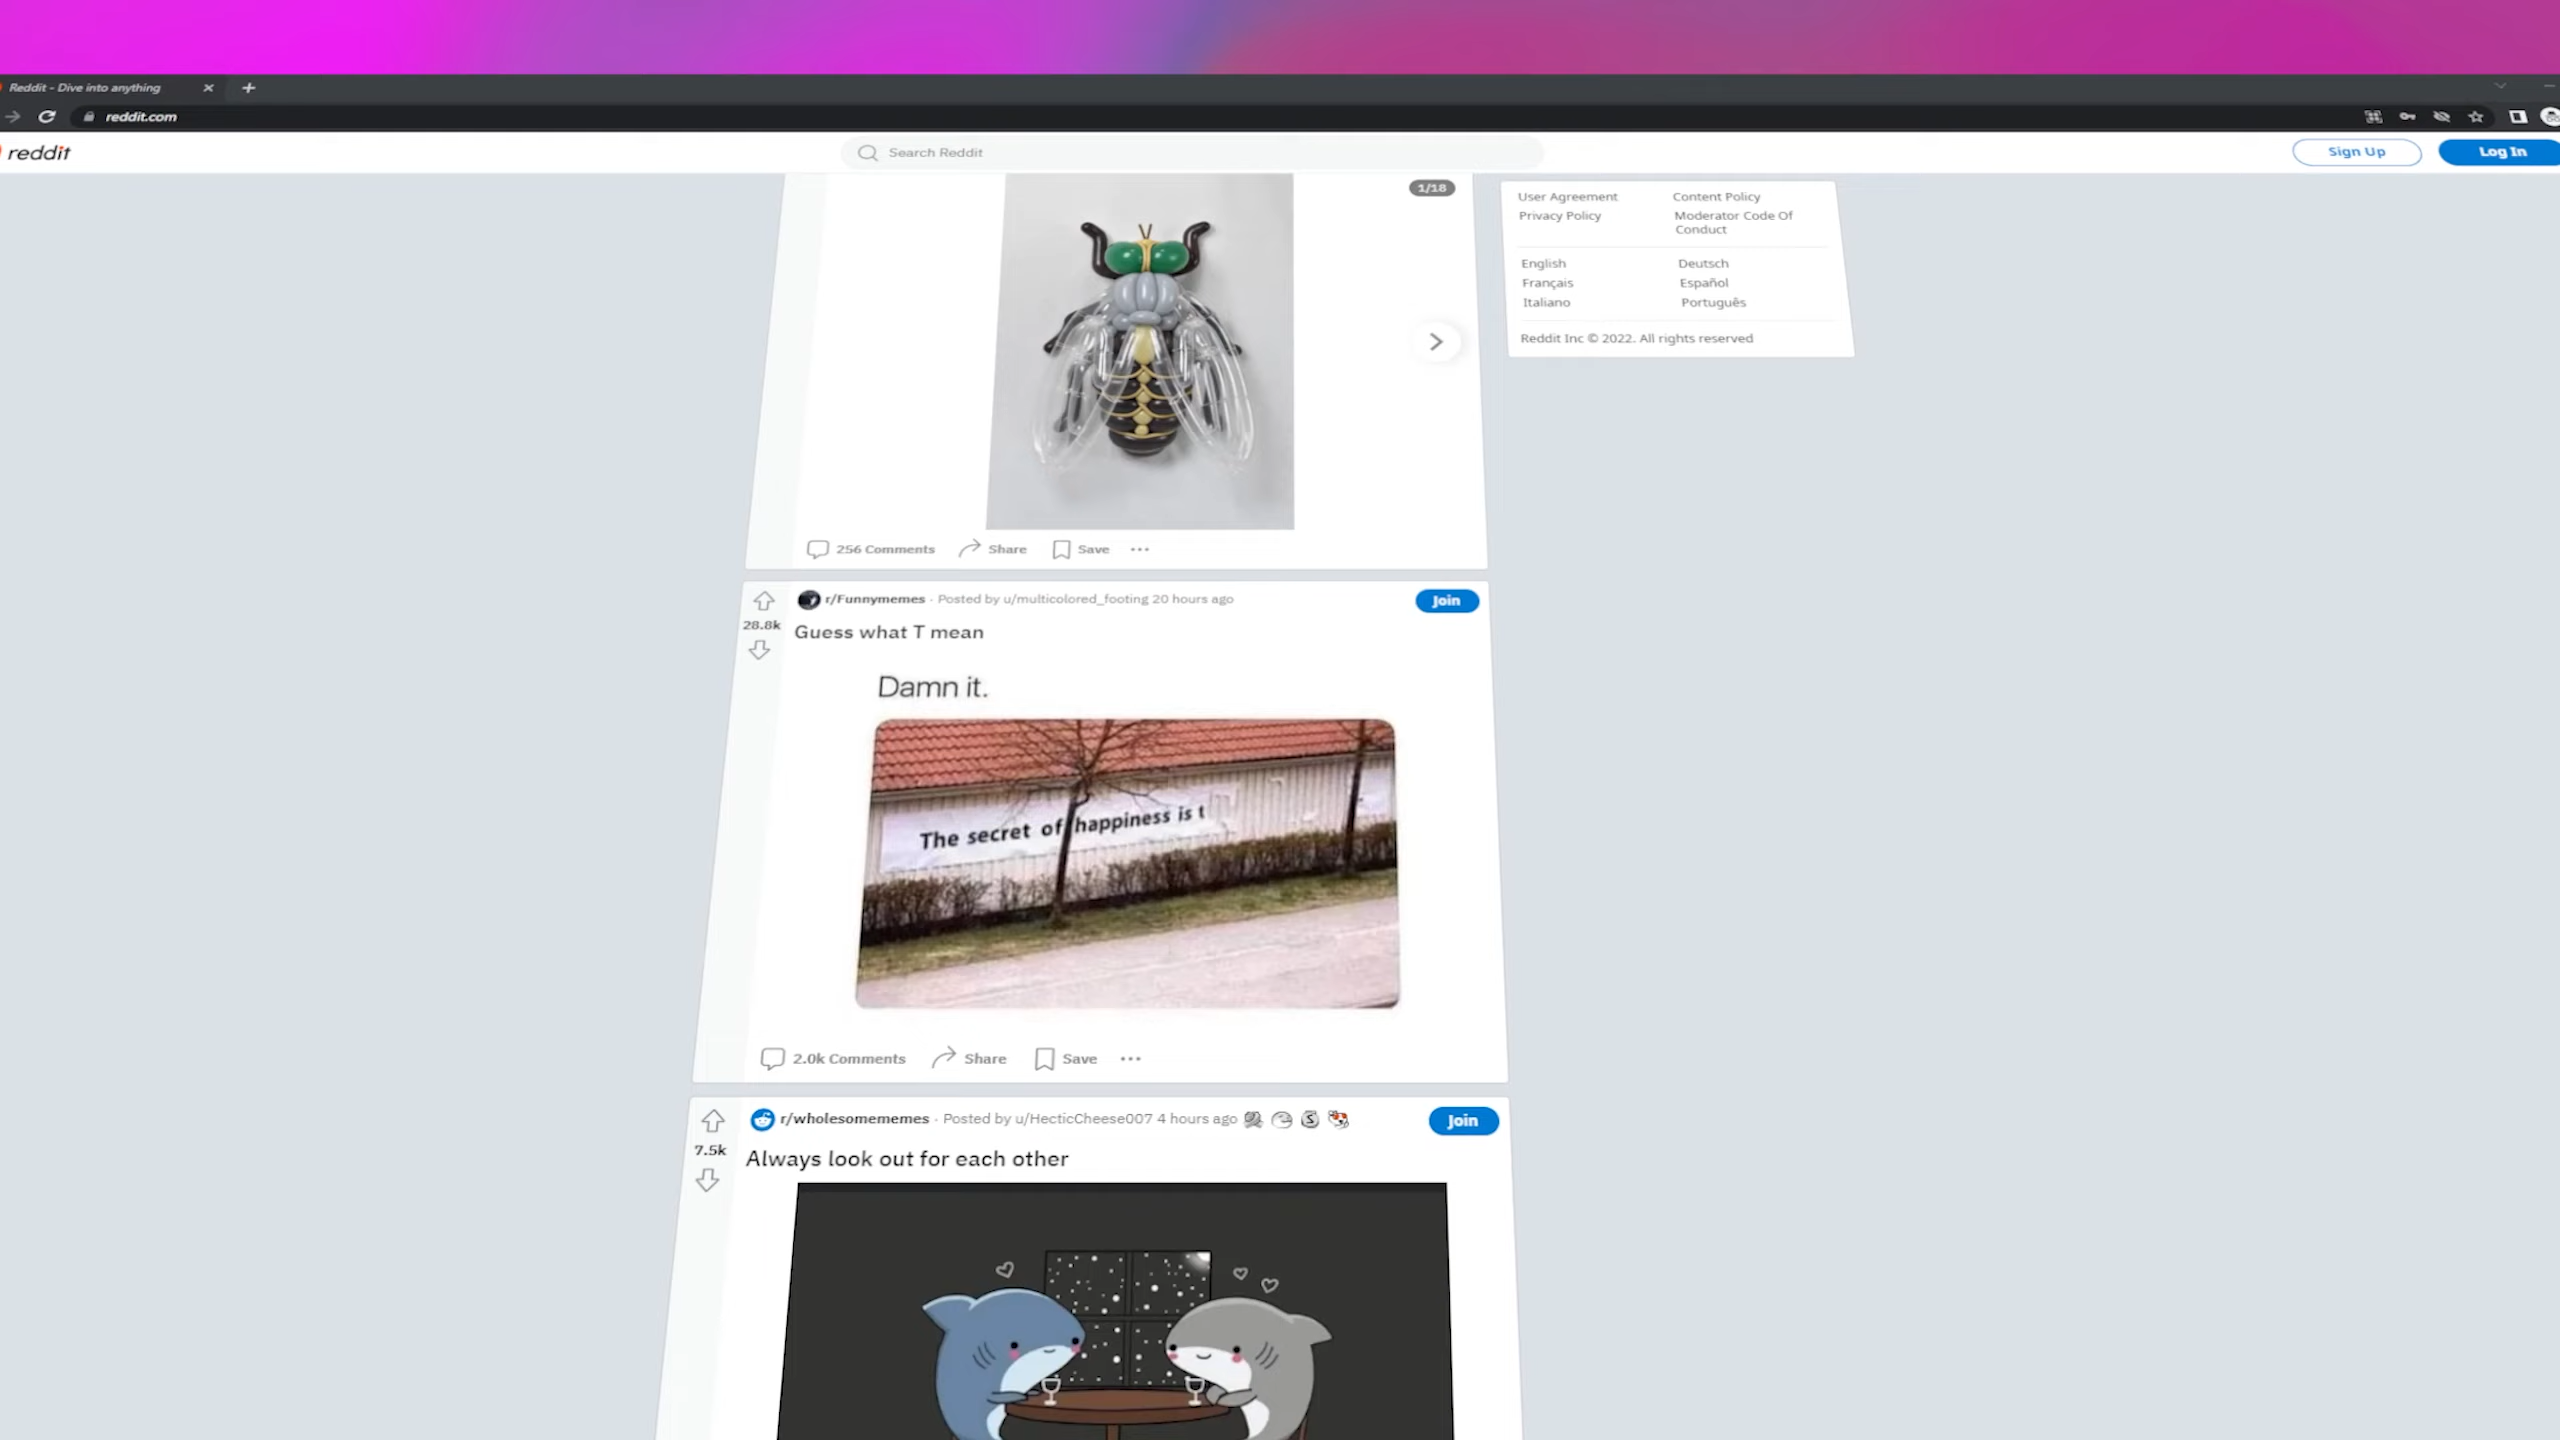 Reddit - Dive into anything
reddit.com
reddit
Search Reddit
Sign Up
Log In
1/18
User Agreement
Content Policy
Privacy Policy
Moderator Code Of
Conduct
English
Deutsch
Français
Español
Italiano
Português
Reddit Inc © 2022. All rights reserved
256 Comments
Share
Save
r/Funnymemes · Posted by u/multicolored_footing 20 hours ago
Join
28.8k
Guess what T mean
Damn it.
The secret of happiness is t
2.0k Comments
Share
Save
r/wholesomememes · Posted by u/HecticCheese007 4 hours ago
Join
7.5k
Always look out for each other